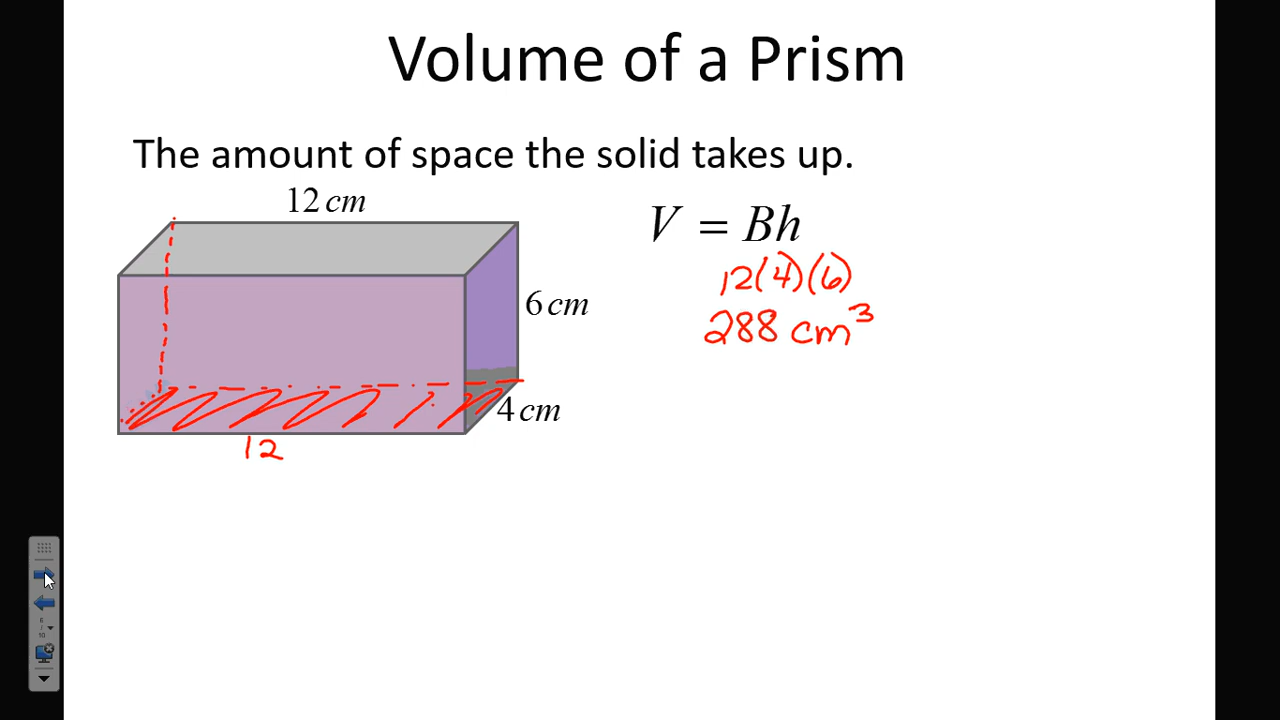 Volume of a Prism
The amount of space the solid takes up.
12 cm
V = Bh
12(4)(6)
6 cm
288 cm³
4 cm
12